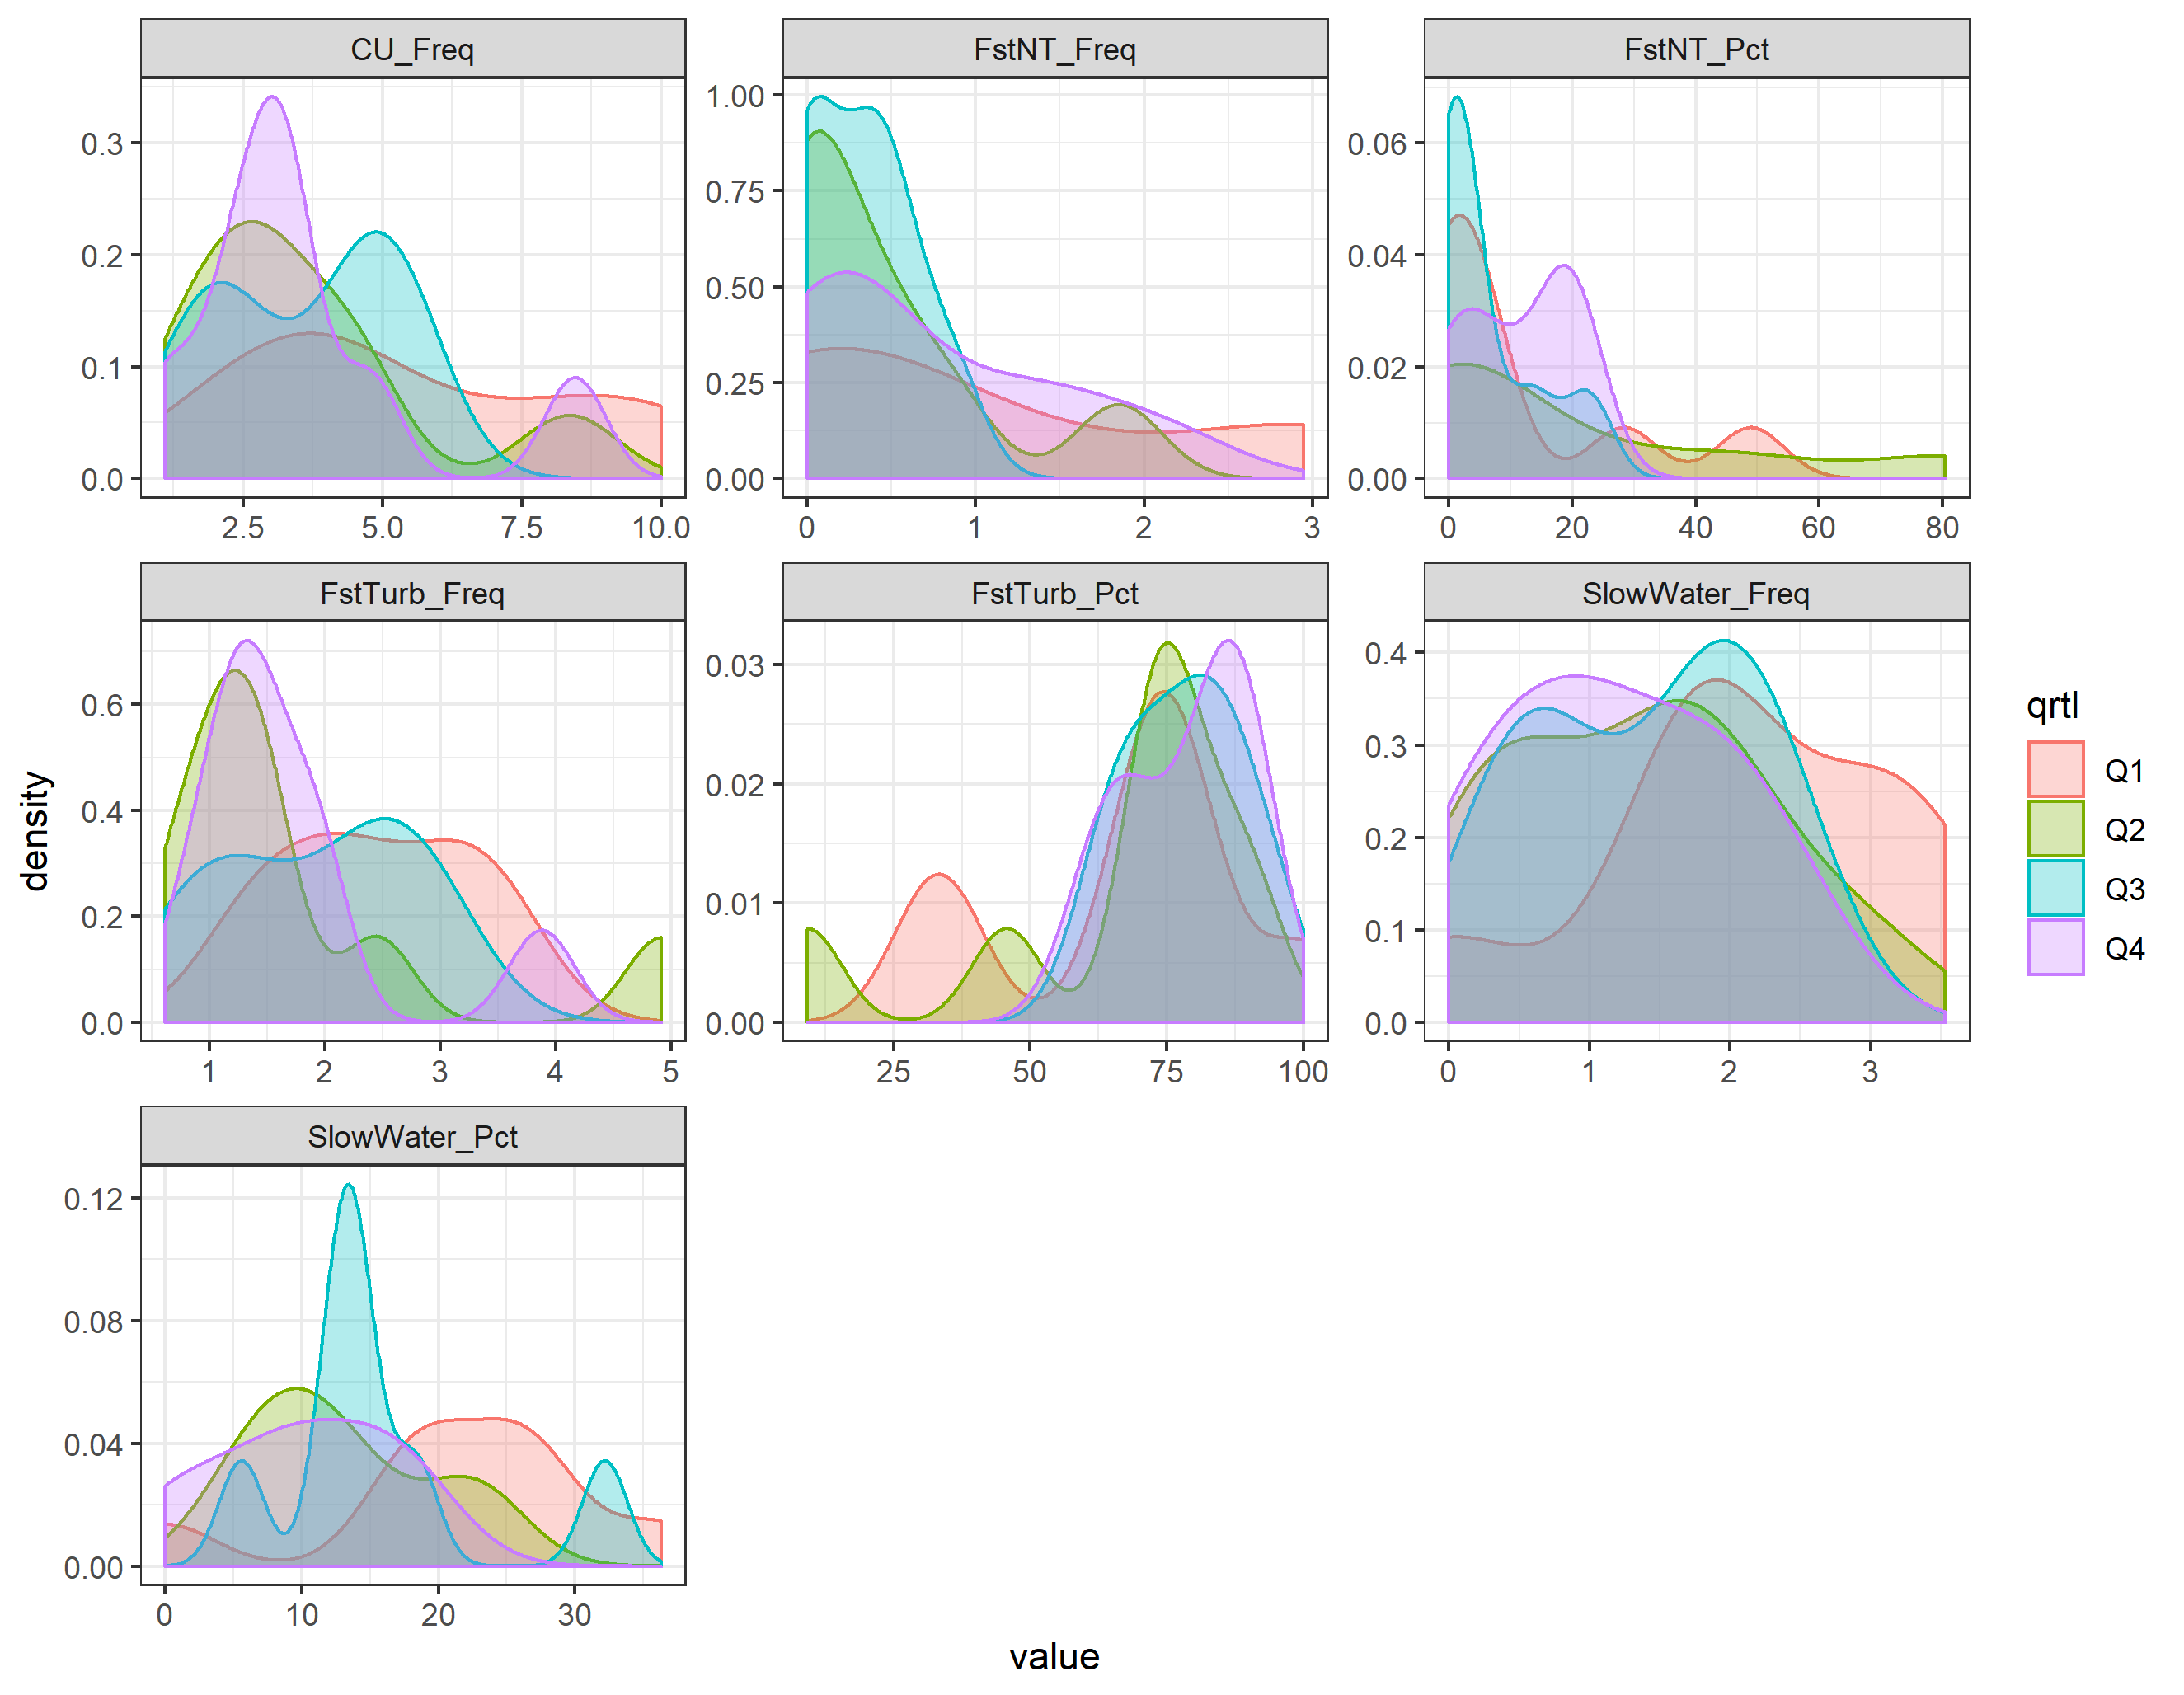 CU_Freq FstNT_Freq FstNT_Pct
0.3
0.2
0.1
0.0
2.5 5.0 7.5 10.0
1.00
0.75
0.50
0.25
0.00
0 1 2 3
0.06
0.04
0.02
0.00
0 20 40 60 80
FstTurb_Freq FstTurb_Pct SlowWater_Freq
0.6
0.4
0.2
0.0
1 2 3 4 5
0.03
0.02
0.01
0.00
25 50 75 100
0.4
0.3
0.2
0.1
0.0
0 1 2 3
SlowWater_Pct
0.12
0.08
0.04
0.00
0 10 20 30
density
value
qrtl
Q1
Q2
Q3
Q4